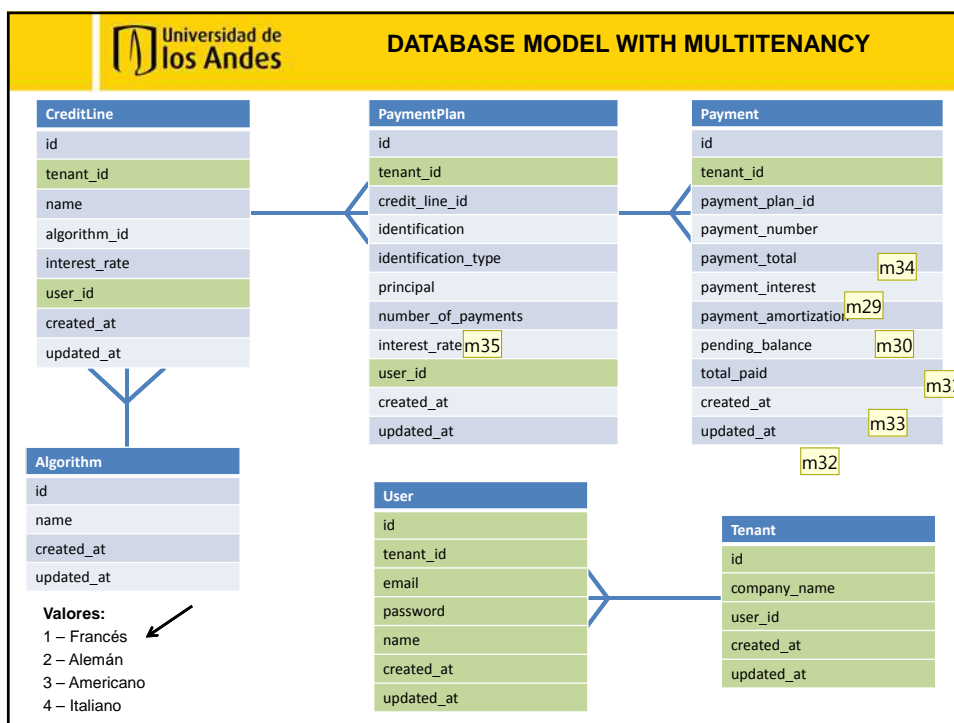 Universidad de
los Andes
DATABASE MODEL WITH MULTITENANCY
CreditLine
id
tenant_id
name
algorithm_id
interest_rate
user_id
created_at
updated_at
PaymentPlan
id
tenant_id
credit_line_id
identification
identification_type
principal
number_of_payments
interest_rate
m35
user_id
created_at
updated_at
Payment
id
tenant_id
payment_plan_id
payment_number
payment_total
m34
payment_interest
m29
payment_amortization
pending_balance
m30
total_paid
created_at
m33
updated_at
m32
Algorithm
id
name
created_at
updated_at
Valores:
1 – Francés
2 – Alemán
3 – Americano
4 – Italiano
User
id
tenant_id
email
password
name
created_at
updated_at
Tenant
id
company_name
user_id
created_at
updated_at